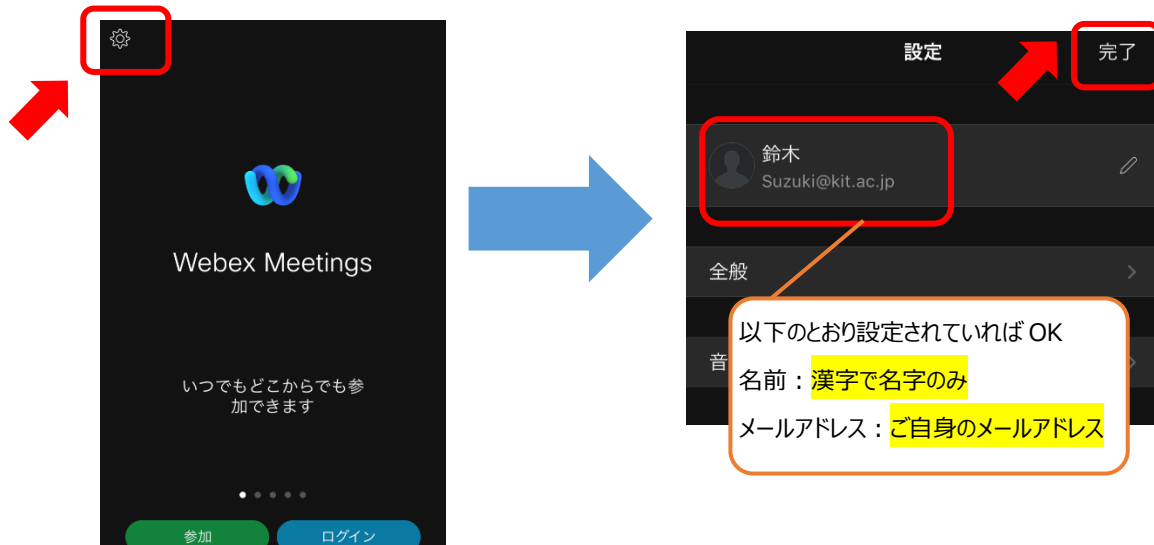 Webex Meetings
いつでもどこからでも参
加できます
参加
ログイン
設定
完了
鈴木
Suzuki@kit.ac.jp
全般
音
以下のとおり設定されていれば OK
名前：漢字で名字のみ
メールアドレス：ご自身のメールアドレス